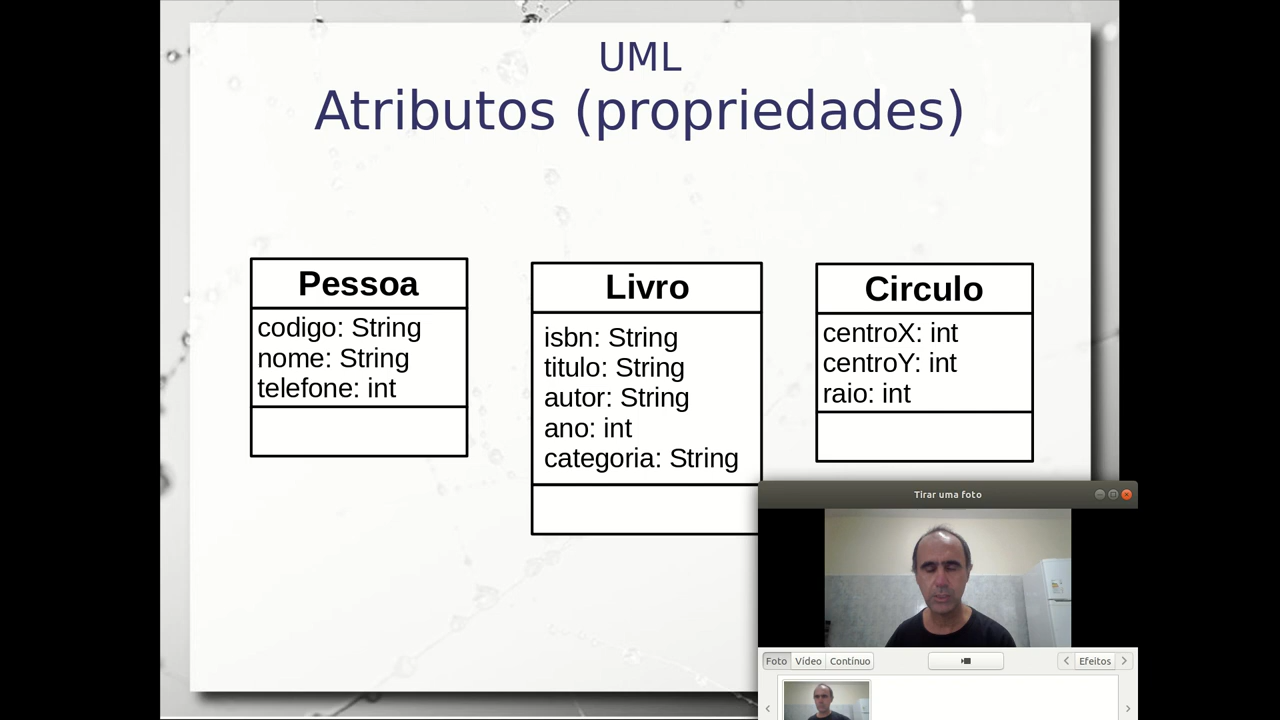 UML
Atributos (propriedades)
Pessoa
codigo: String
nome: String
telefone: int
Livro
isbn: String
titulo: String
autor: String
ano: int
categoria: String
Circulo
centroX: int
centroY: int
raio: int
Tirar uma foto
Foto Vídeo Contínuo Efeitos